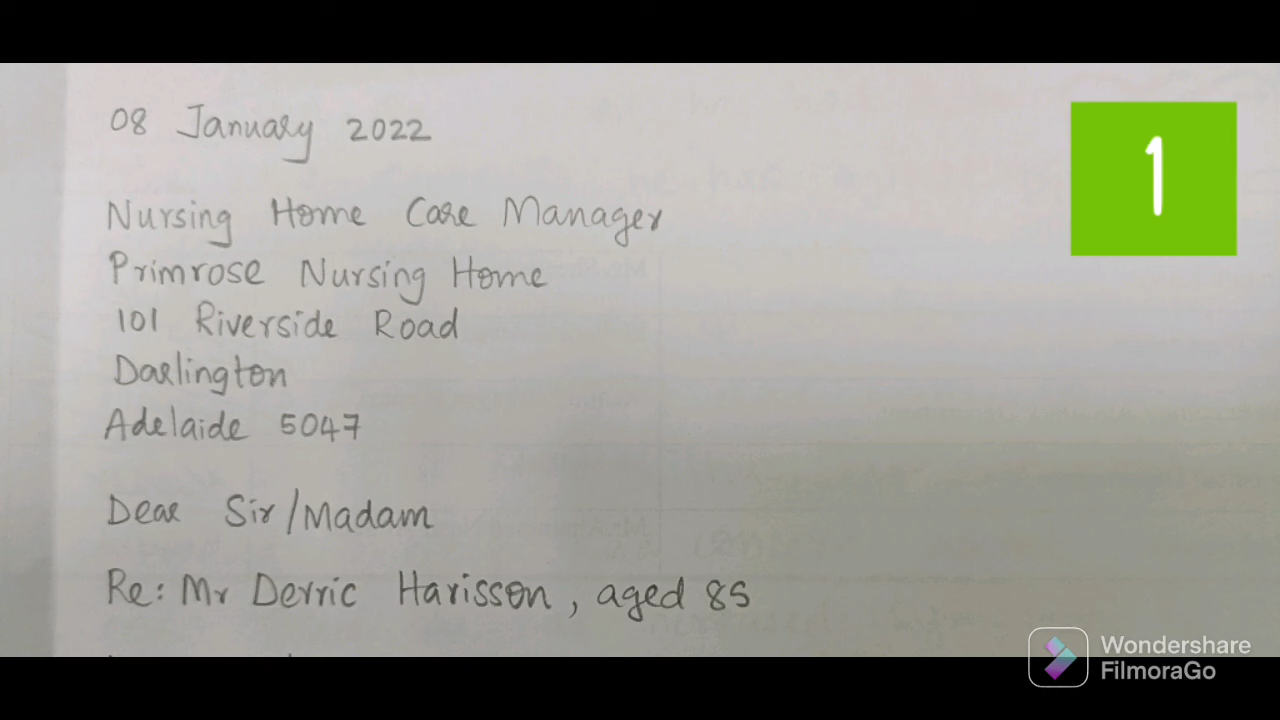 08 January 2022
1
Nursing Home Care Manager
Primrose Nursing Home
101 Riverside Road
Darlington
Adelaide 5047
Dear Sir/Madam
Re: Mr Derric Harisson, aged 85
Wondershare
FilmoraGo